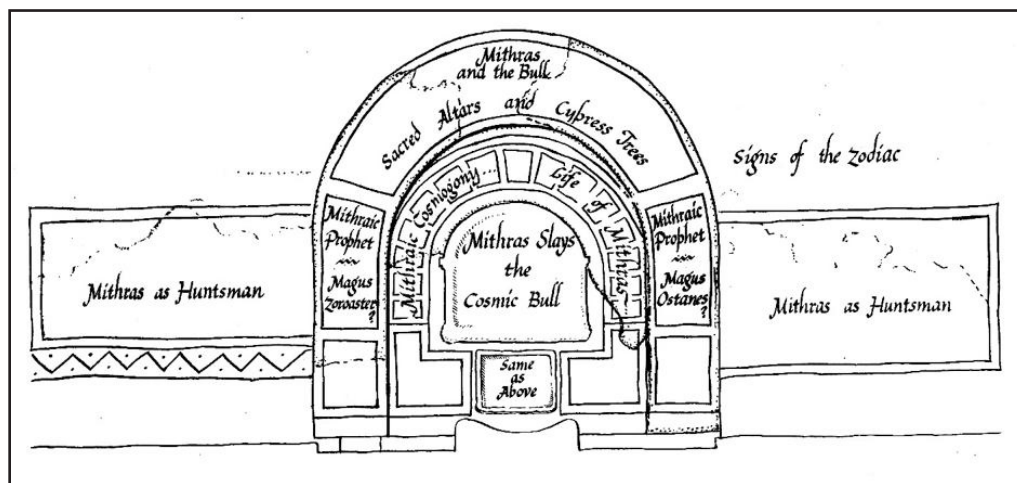 Mithras
and the Bull
Sacred Altars and Cypress Trees
Signs of the Zodiac
Mithraic Cosmogony...
Life of Mithras
Mithraic
Prophet
Magus
Zoroaster?
Mithras Slays
the
Cosmic Bull
Mithraic
Prophet
Magus
Ostanes?
Mithras as Huntsman
Mithras as Huntsman
Same
as
Above